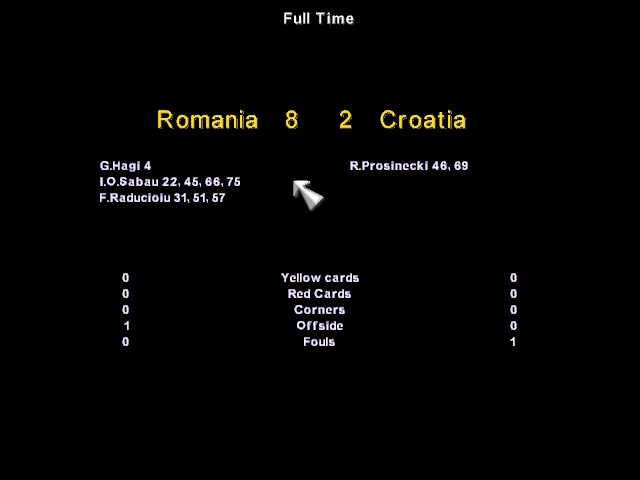 Full Time
Romania 8 2 Croatia
G.Hagi 4 R.Prosinecki 46, 69
I.O.Sabau 22, 45, 66, 75
F.Raducioiu 31, 51, 57
0 Yellow cards 0
0 Red Cards 0
0 Corners 0
1 Offside 0
0 Fouls 1